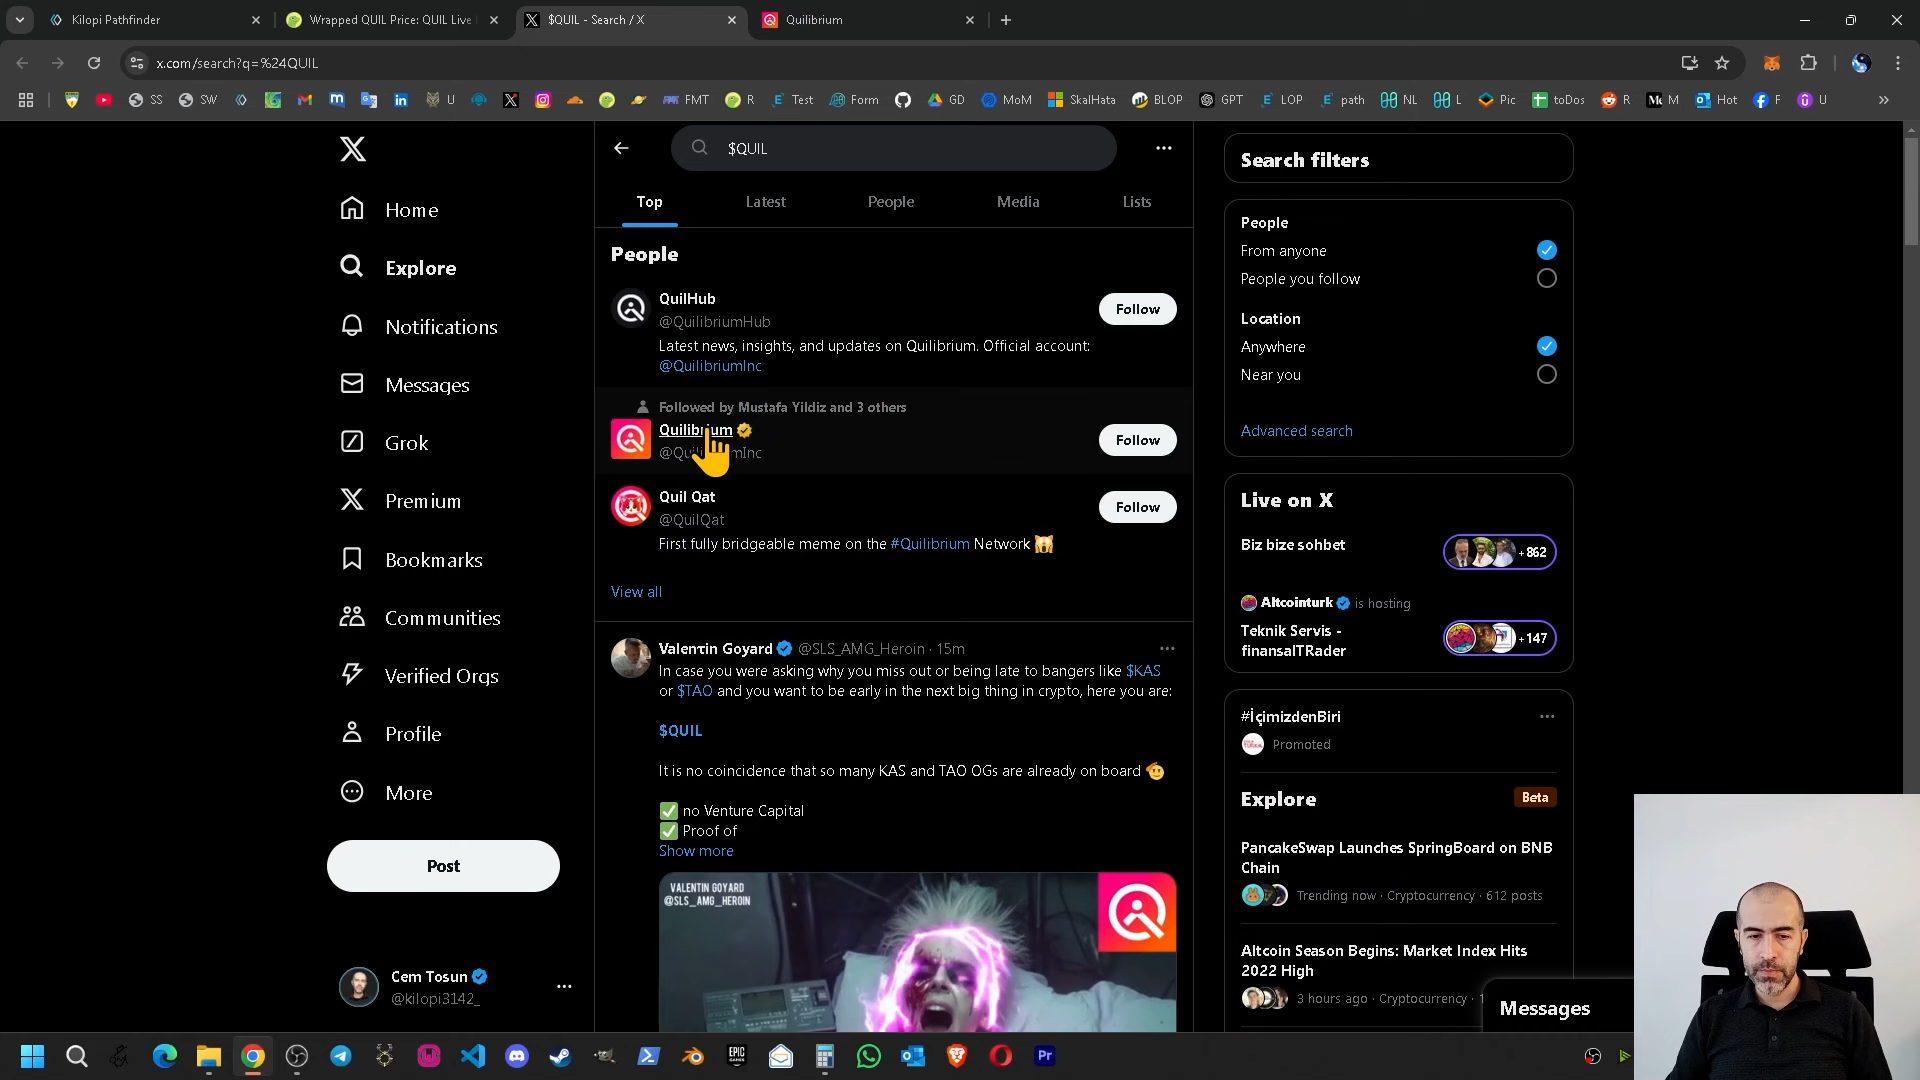 Kilopi Pathfinder
Wrapped QUIL Price: QUIL Live
$QUIL - Search / X
Quilibrium
x.com/search?q=%24QUIL
SS
SW
U
FMT
R
Test
Form
GD
MoM
SkalHata
BLOP
GPT
LOP
path
NL
L
Pic
toDos
R
M
Hot
F
U
Home
Explore
Notifications
Messages
Grok
Premium
Bookmarks
Communities
Verified Orgs
Profile
More
Post
Cem Tosun
@kilopi3142_
$QUIL
Top
Latest
People
Media
Lists
People
QuilHub
@QuilibriumHub
Latest news, insights, and updates on Quilibrium. Official account:
@QuilibriumInc
Follow
Followed by Mustafa Yildiz and 3 others
Quilibrium
Follow
Quil Qat
@QuilQat
First fully bridgeable meme on the #Quilibrium Network
Follow
View all
Valentin Goyard @SLS_AMG_Heroin · 15m
In case you were asking why you miss out or being late to bangers like $KAS
or $TAO and you want to be early in the next big thing in crypto, here you are:
$QUIL
It is no coincidence that so many KAS and TAO OGs are already on board
no Venture Capital
Proof of
Show more
VALENTIN GOYARD
@SLS_AMG_HEROIN
Search filters
People
From anyone
People you follow
Location
Anywhere
Near you
Advanced search
Live on X
Biz bize sohbet
+862
Altcointurk is hosting
Teknik Servis -
finansalTRader
+147
#İçimizdenBiri
Promoted
Explore
Beta
PancakeSwap Launches SpringBoard on BNB
Chain
Trending now · Cryptocurrency · 612 posts
Altcoin Season Begins: Market Index Hits
2022 High
3 hours ago · Cryptocurrency ·
Messages
EPIC
GAMES
Pr